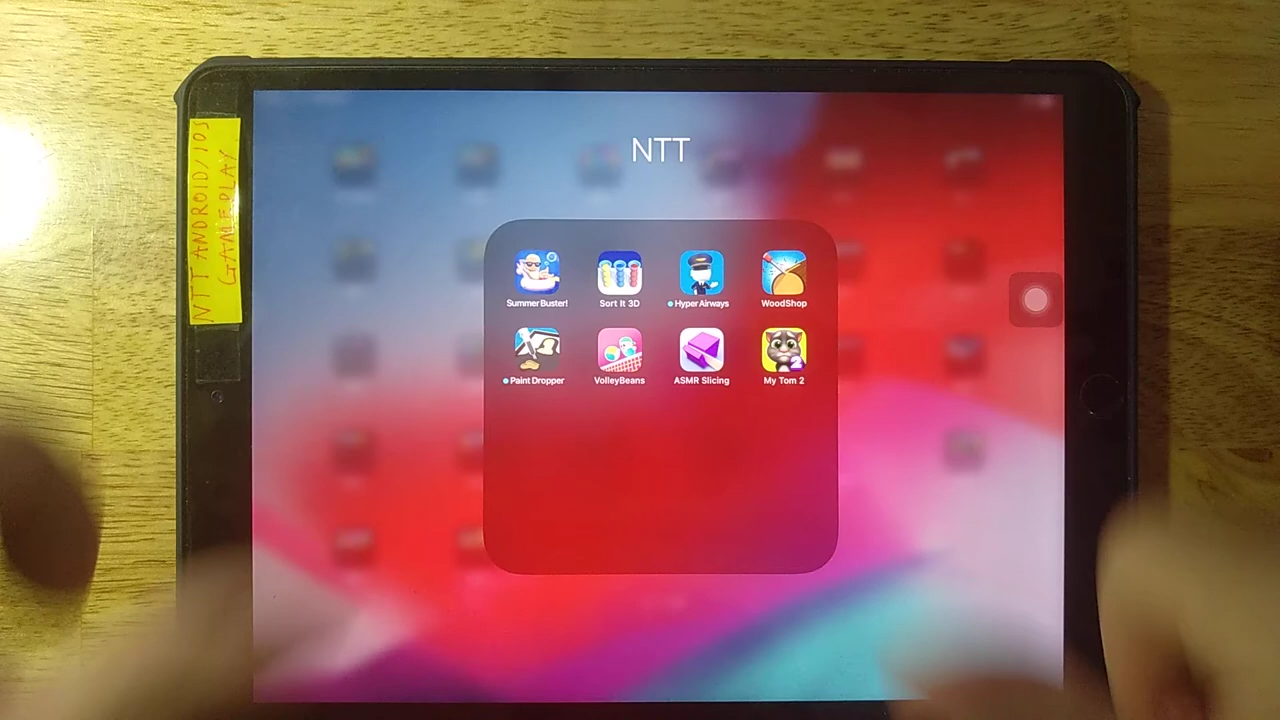 NTT ANDROID/IOS
GAMEPLAY
NTT
Summer Buster!
Sort It 3D
Hyper Airways
WoodShop
Paint Dropper
VolleyBeans
ASMR Slicing
My Tom 2
2